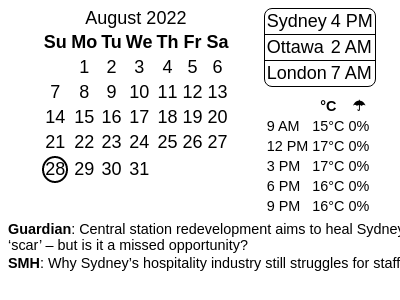 August 2022
Su Mo Tu We Th Fr Sa
1 2 3 4 5 6
7 8 9 10 11 12 13
14 15 16 17 18 19 20
21 22 23 24 25 26 27
28 29 30 31
Sydney 4 PM
Ottawa 2 AM
London 7 AM
°C ☂
9 AM 15°C 0%
12 PM 17°C 0%
3 PM 17°C 0%
6 PM 16°C 0%
9 PM 16°C 0%
Guardian: Central station redevelopment aims to heal Sydney
‘scar’ – but is it a missed opportunity?
SMH: Why Sydney’s hospitality industry still struggles for staff